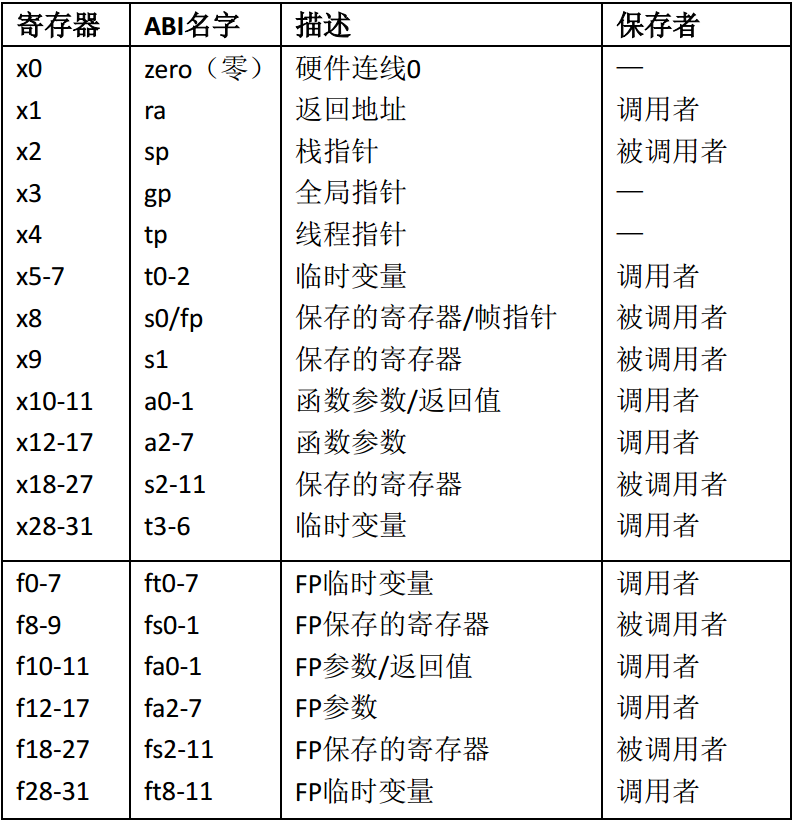 寄存器 ABI名字 描述 保存者
x0 zero（零） 硬件连线0 —
x1 ra 返回地址 调用者
x2 sp 栈指针 被调用者
x3 gp 全局指针 —
x4 tp 线程指针 —
x5-7 t0-2 临时变量 调用者
x8 s0/fp 保存的寄存器/帧指针 被调用者
x9 s1 保存的寄存器 被调用者
x10-11 a0-1 函数参数/返回值 调用者
x12-17 a2-7 函数参数 调用者
x18-27 s2-11 保存的寄存器 被调用者
x28-31 t3-6 临时变量 调用者
f0-7 ft0-7 FP临时变量 调用者
f8-9 fs0-1 FP保存的寄存器 被调用者
f10-11 fa0-1 FP参数/返回值 调用者
f12-17 fa2-7 FP参数 调用者
f18-27 fs2-11 FP保存的寄存器 被调用者
f28-31 ft8-11 FP临时变量 调用者